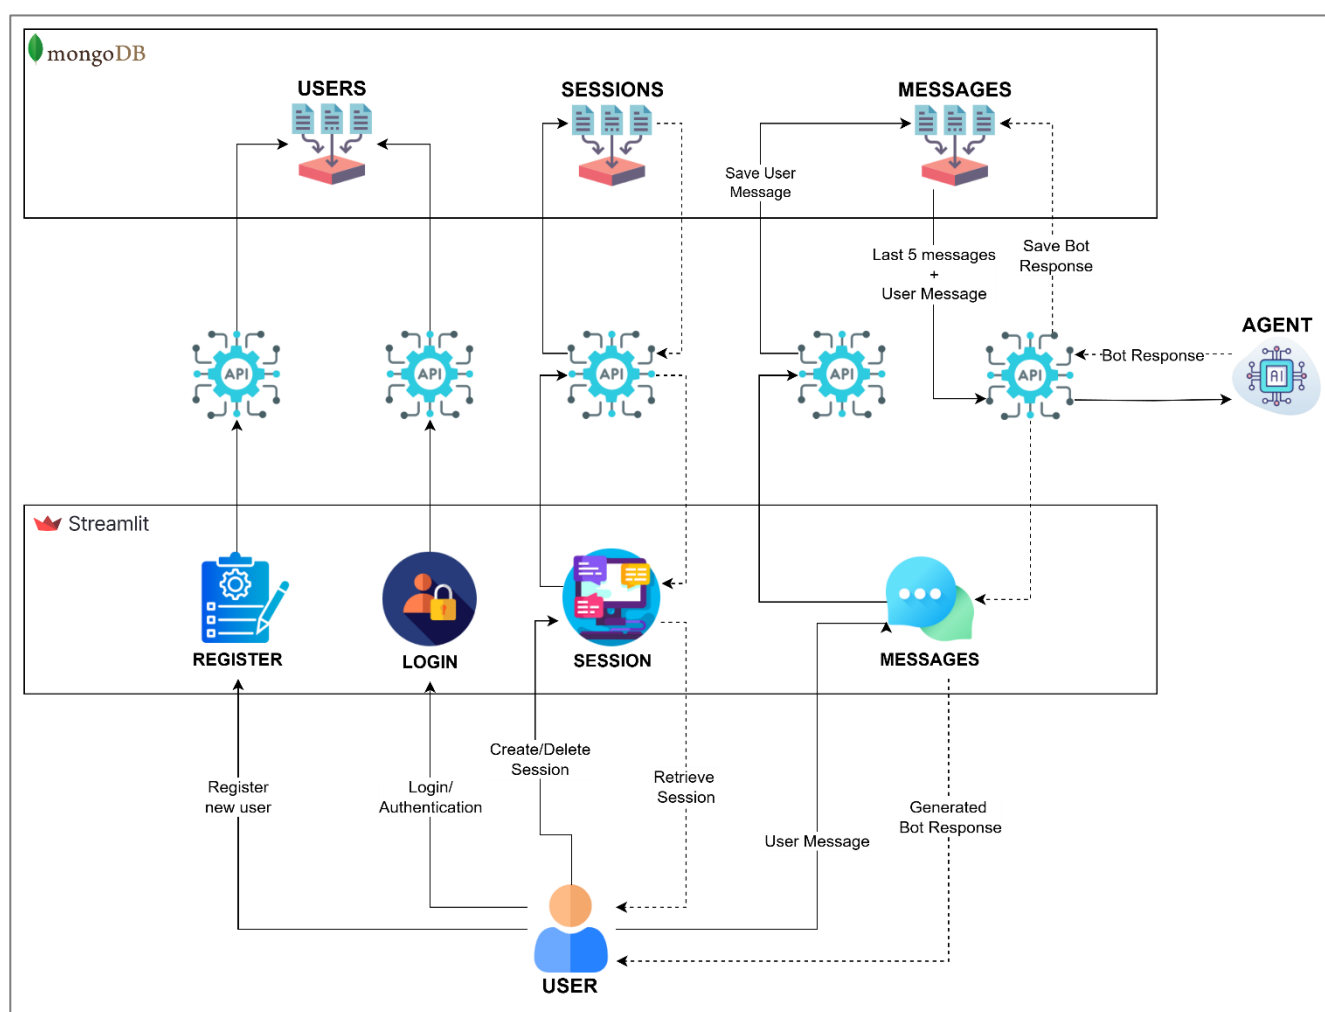 mongoDB
USERS
SESSIONS
MESSAGES
Save User
Message
Last 5 messages
+
User Message
Save Bot
Response
AGENT
API
API
API
API
API
Bot Response
AI
Streamlit
REGISTER
LOGIN
SESSION
MESSAGES
Register
new user
Login/
Authentication
Create/Delete
Session
Retrieve
Session
User Message
Generated
Bot Response
USER